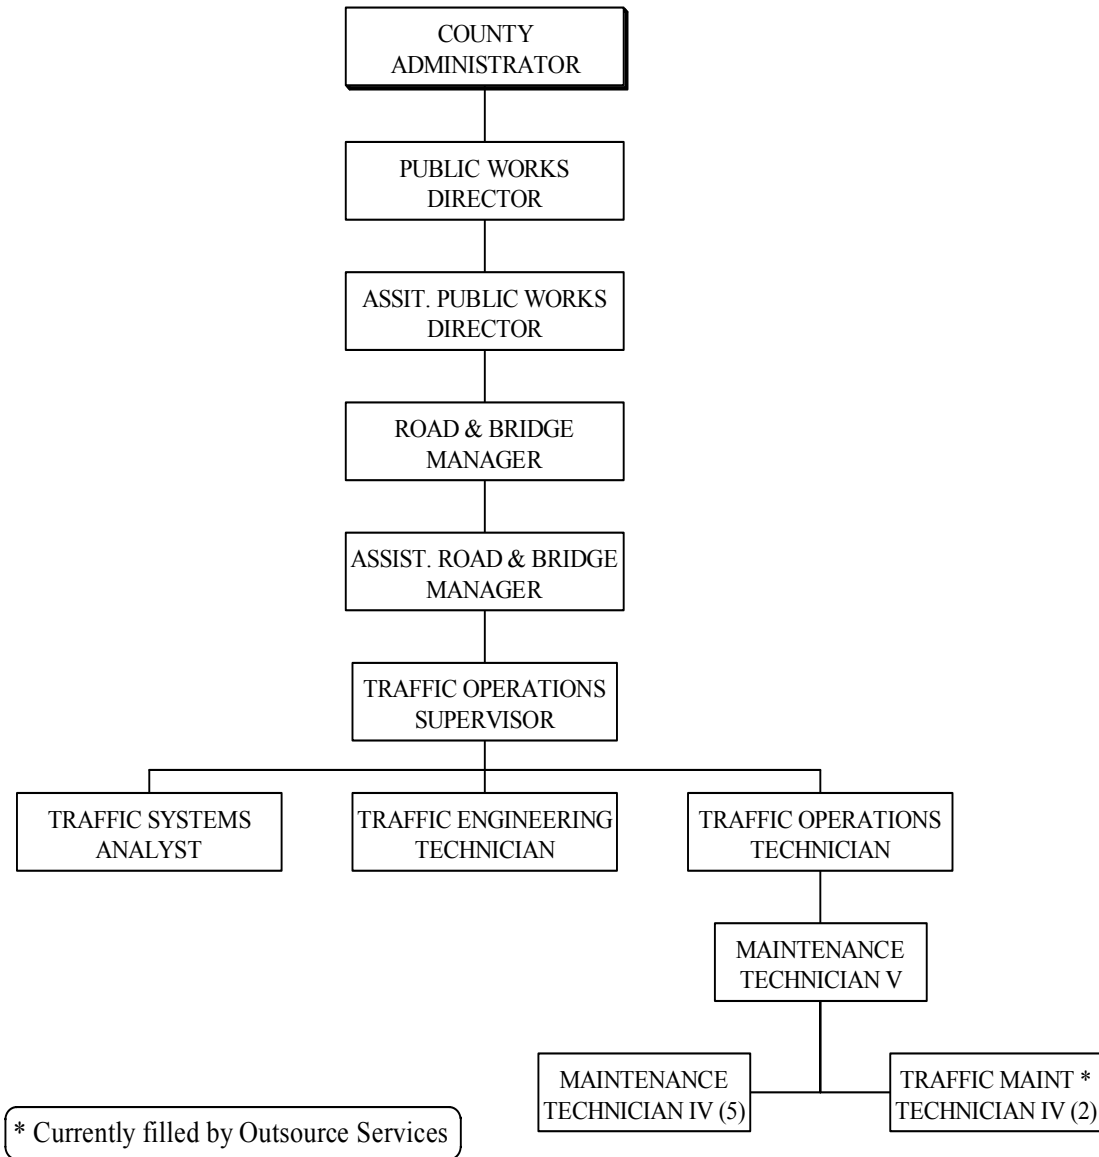 COUNTY
ADMINISTRATOR
PUBLIC WORKS
DIRECTOR
ASSIT. PUBLIC WORKS
DIRECTOR
ROAD & BRIDGE
MANAGER
ASSIST. ROAD & BRIDGE
MANAGER
TRAFFIC OPERATIONS
SUPERVISOR
TRAFFIC SYSTEMS
ANALYST
TRAFFIC ENGINEERING
TECHNICIAN
TRAFFIC OPERATIONS
TECHNICIAN
MAINTENANCE
TECHNICIAN V
MAINTENANCE
TECHNICIAN IV (5)
TRAFFIC MAINT *
TECHNICIAN IV (2)
* Currently filled by Outsource Services